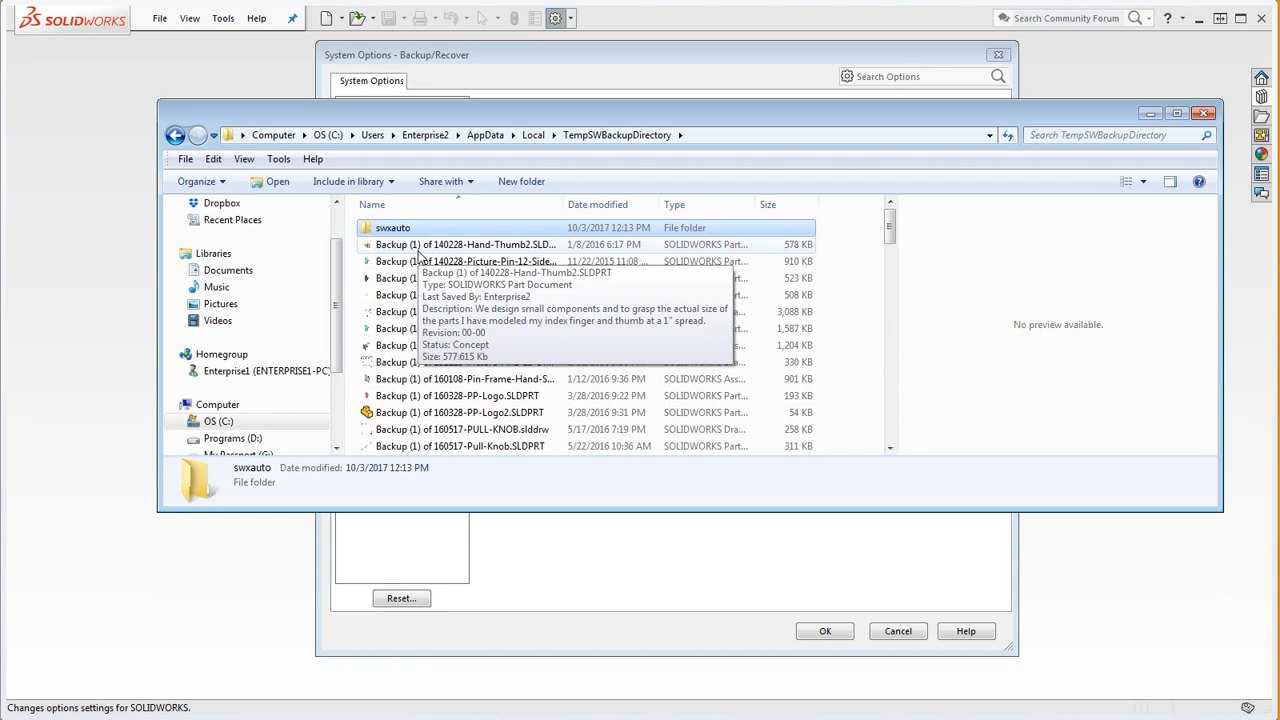 SOLIDWORKS File View Tools Help Search Community Forum ?
System Options - Backup/Recover
System Options Search Options
Computer OS (C:) Users Enterprise2 AppData Local TempSWBackupDirectory Search TempSWBackupDirectory
File Edit View Tools Help
Organize Open Include in library Share with New folder
Dropbox
Recent Places
Libraries
Documents
Music
Pictures
Videos
Homegroup
Enterprise1 (ENTERPRISE1-PC)
Computer
OS (C:)
Programs (D:)
My Passport (G:)
Name Date modified Type Size
swxauto 10/3/2017 12:13 PM File folder
Backup (1) of 140228-Hand-Thumb2.SLD... 1/8/2016 6:17 PM SOLIDWORKS Part... 578 KB
Backup (1) of 140228-Picture-Pin-12-Side... 11/22/2015 11:08 ... SOLIDWORKS Part... 910 KB
Backup (1) 523 KB
Backup (1) 508 KB
Backup (1) 3,088 KB
Backup (1) 1,587 KB
Backup (1) 1,204 KB
Backup (1) 330 KB
Backup (1) of 160108-Pin-Frame-Hand-S... 1/12/2016 9:36 PM SOLIDWORKS Ass... 901 KB
Backup (1) of 160328-PP-Logo.SLDPRT 3/28/2016 9:22 PM SOLIDWORKS Part... 193 KB
Backup (1) of 160328-PP-Logo2.SLDPRT 3/28/2016 9:31 PM SOLIDWORKS Part... 54 KB
Backup (1) of 160517-PULL-KNOB.slddrw 5/17/2016 7:19 PM SOLIDWORKS Dra... 258 KB
Backup (1) of 160517-Pull-Knob.SLDPRT 5/22/2016 10:36 AM SOLIDWORKS Part... 311 KB
Backup (1) of 140228-Hand-Thumb2.SLDPRT
Type: SOLIDWORKS Part Document
Last Saved By: Enterprise2
Description: We design small components and to grasp the actual size of
the parts I have modeled my index finger and thumb at a 1" spread.
Revision: 00-00
Status: Concept
Size: 577.615 Kb
No preview available.
swxauto Date modified: 10/3/2017 12:13 PM
File folder
Reset...
OK Cancel Help
Changes options settings for SOLIDWORKS.